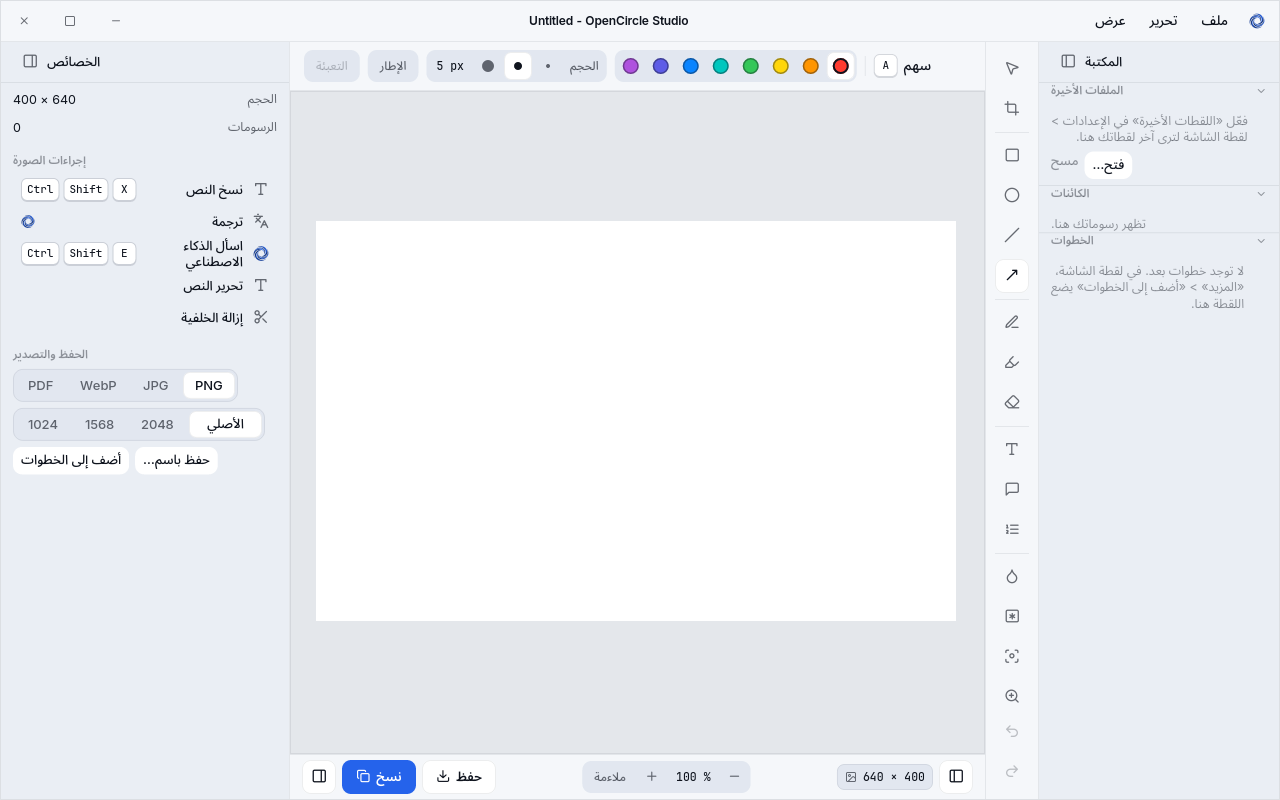 ملف تحرير عرض
Untitled - OpenCircle Studio
المكتبة
الملفات الأخيرة
فعّل «اللقطات الأخيرة» في الإعدادات >
لقطة الشاشة لترى آخر لقطاتك هنا.
فتح... مسح
الكائنات
تظهر رسوماتك هنا.
الخطوات
لا توجد خطوات بعد. في لقطة الشاشة،
«المزيد» > «أضف إلى الخطوات» يضع
اللقطة هنا.
سهم A
الحجم 5 px
الإطار
التعبئة
640 × 400
100 %
ملاءمة
حفظ
نسخ
الخصائص
الحجم 640 × 400
الرسومات 0
إجراءات الصورة
نسخ النص Ctrl Shift X
ترجمة
اسأل الذكاء
الاصطناعي
Ctrl Shift E
تحرير النص
إزالة الخلفية
الحفظ والتصدير
PNG JPG WebP PDF
الأصلي 2048 1568 1024
حفظ باسم... أضف إلى الخطوات